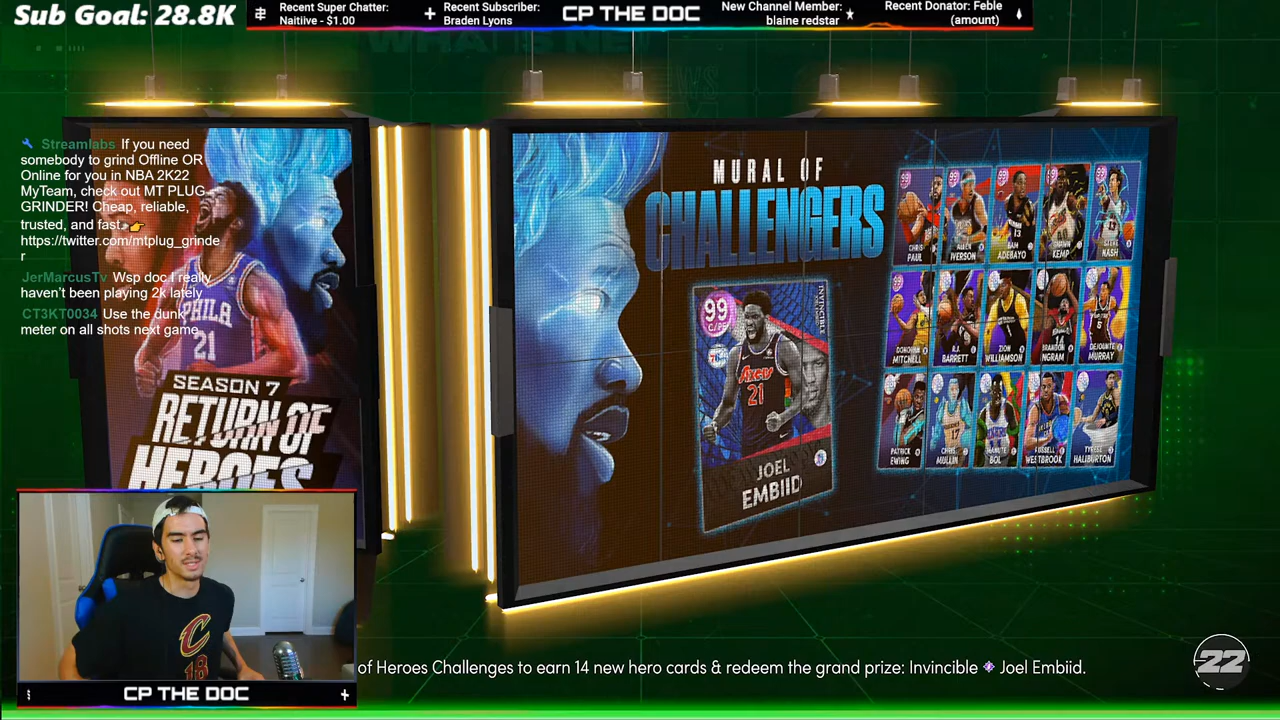 Sub Goal: 28.8K
Recent Super Chatter:
Naitiive - $1.00
Recent Subscriber:
Braden Lyons
CP THE DOC
New Channel Member:
blaine redstar
Recent Donator: Feble
(amount)
Streamlabs If you need
somebody to grind Offline OR
Online for you in NBA 2K22
MyTeam, check out MT PLUG
GRINDER! Cheap, reliable,
trusted, and fast. 👉
https://twitter.com/mtplug_grinde
r
JerMarcusTv Wsp doc I really
haven't been playing 2k lately
CT3KT0034 Use the dunk
meter on all shots next game
PHILA
21
SEASON 7
RETURN OF
HEROES
MURAL OF
CHALLENGERS
99
C/PF
INVINCIBLE
SIXERS
21
JOEL
EMBIID
CHRIS
PAUL
ALLEN
IVERSON
BAM
ADEBAYO
SHAWN
KEMP
STEVE
NASH
DONOVAN
MITCHELL
R.J.
BARRETT
ZION
WILLIAMSON
BRANDON
INGRAM
DEJOUNTE
MURRAY
PATRICK
EWING
CHRIS
MULLIN
MANUTE
BOL
RUSSELL
WESTBROOK
TYRESE
HALIBURTON
of Heroes Challenges to earn 14 new hero cards & redeem the grand prize: Invincible Joel Embiid.
22
C
18
CP THE DOC